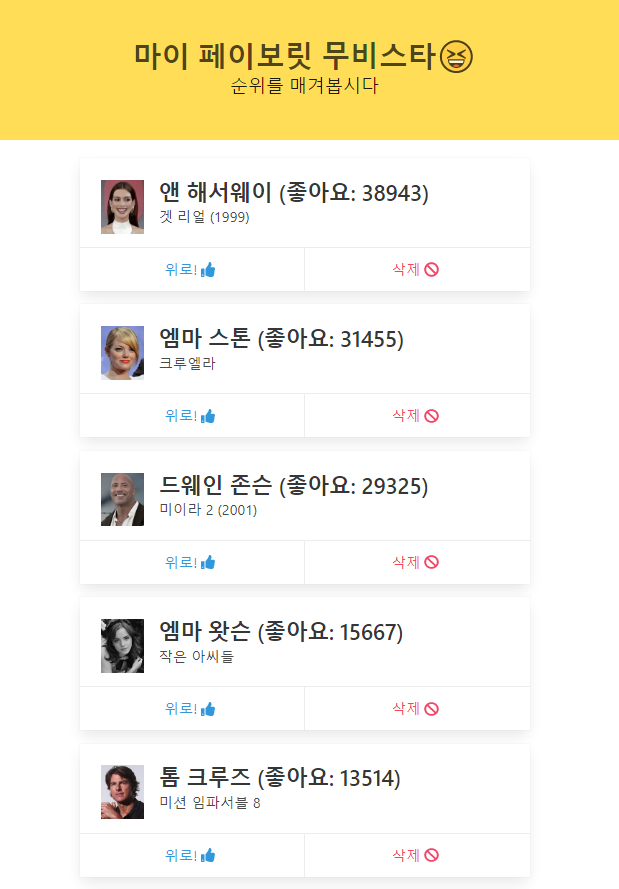 마이 페이보릿 무비스타😆
순위를 매겨봅시다
앤 해서웨이 (좋아요: 38943)
겟 리얼 (1999)
위로! 삭제
엠마 스톤 (좋아요: 31455)
크루엘라
위로! 삭제
드웨인 존슨 (좋아요: 29325)
미이라 2 (2001)
위로! 삭제
엠마 왓슨 (좋아요: 15667)
작은 아씨들
위로! 삭제
톰 크루즈 (좋아요: 13514)
미션 임파서블 8
위로! 삭제